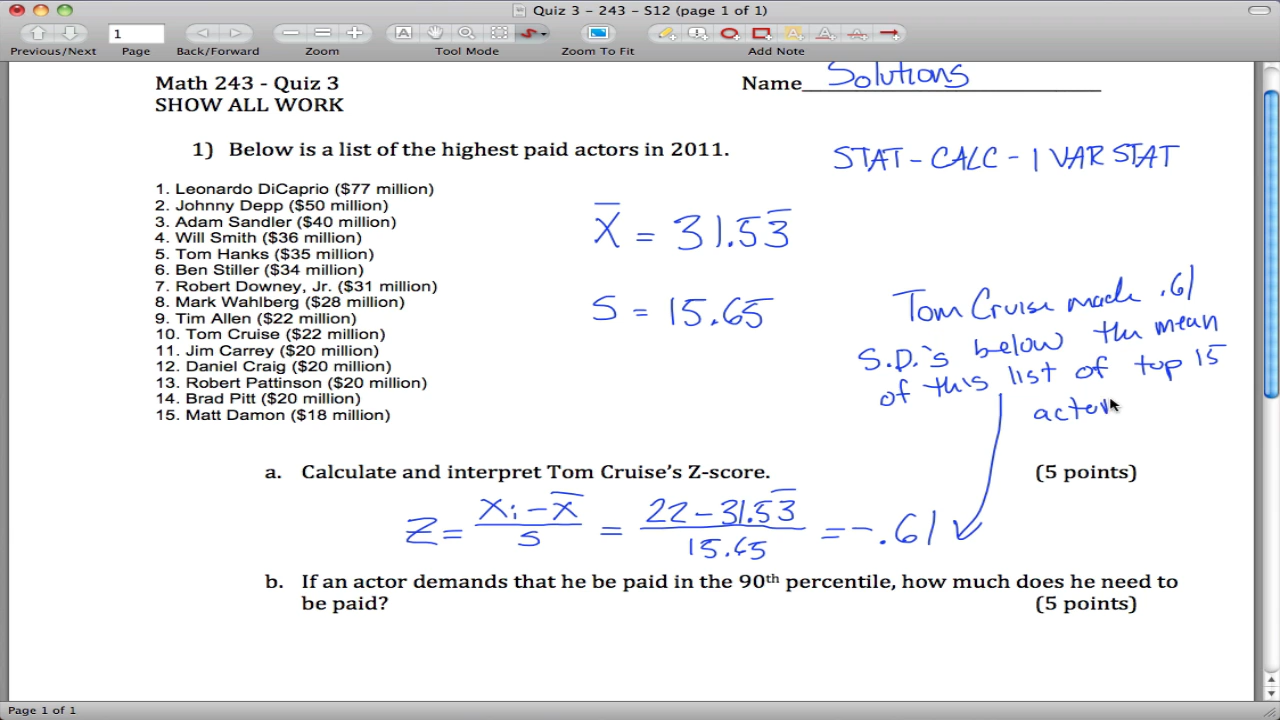 Quiz 3 - 243 - S12 (page 1 of 1)
1
Previous/Next Page Back/Forward Zoom Tool Mode Zoom To Fit Add Note
Math 243 - Quiz 3
Name Solutions
SHOW ALL WORK
1) Below is a list of the highest paid actors in 2011.
STAT - CALC - 1 VAR STAT
1. Leonardo DiCaprio ($77 million)
2. Johnny Depp ($50 million)
3. Adam Sandler ($40 million)
4. Will Smith ($36 million)
5. Tom Hanks ($35 million)
6. Ben Stiller ($34 million)
7. Robert Downey, Jr. ($31 million)
8. Mark Wahlberg ($28 million)
9. Tim Allen ($22 million)
10. Tom Cruise ($22 million)
11. Jim Carrey ($20 million)
12. Daniel Craig ($20 million)
13. Robert Pattinson ($20 million)
14. Brad Pitt ($20 million)
15. Matt Damon ($18 million)
x̄ = 31.53̅
S = 15.65
Tom Cruise made .61
S.D.'s below the mean
of this list of top 15
actor
a. Calculate and interpret Tom Cruise's Z-score. (5 points)
Z = (xᵢ - x̄)/s = (22 - 31.53̅)/15.65 = -.61
b. If an actor demands that he be paid in the 90th percentile, how much does he need to
be paid? (5 points)
Page 1 of 1